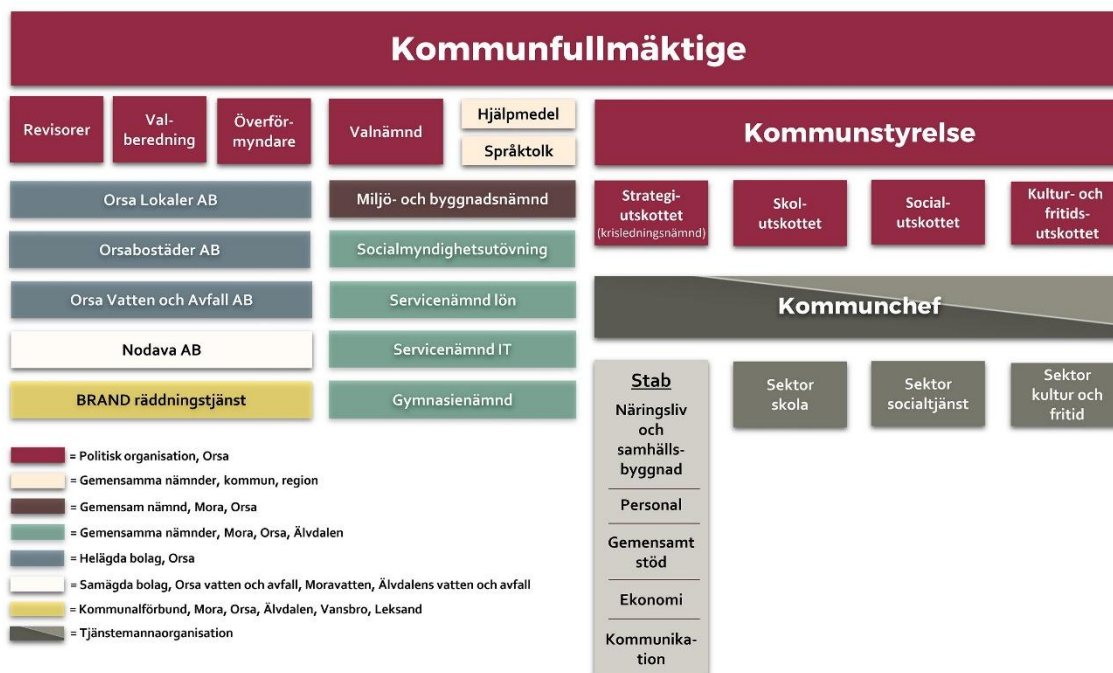 Kommunfullmäktige
Revisorer
Val-
beredning
Överför-
myndare
Valnämnd
Hjälpmedel
Språktolk
Kommunstyrelse
Orsa Lokaler AB
Orsabostäder AB
Orsa Vatten och Avfall AB
Nodava AB
BRAND räddningstjänst
Miljö- och byggnadsnämnd
Socialmyndighetsutövning
Servicenämnd lön
Servicenämnd IT
Gymnasienämnd
Strategi-
utskottet
(krisledningsnämnd)
Skol-
utskottet
Social-
utskottet
Kultur- och
fritids-
utskottet
Kommunchef
Stab
Näringsliv
och
samhälls-
byggnad
Personal
Gemensamt
stöd
Ekonomi
Kommunika-
tion
Sektor
skola
Sektor
socialtjänst
Sektor
kultur och
fritid
= Politisk organisation, Orsa
= Gemensamma nämnder, kommun, region
= Gemensam nämnd, Mora, Orsa
= Gemensamma nämnder, Mora, Orsa, Älvdalen
= Helägda bolag, Orsa
= Samägda bolag, Orsa vatten och avfall, Moravatten, Älvdalens vatten och avfall
= Kommunalförbund, Mora, Orsa, Älvdalen, Vansbro, Leksand
= Tjänstemannaorganisation